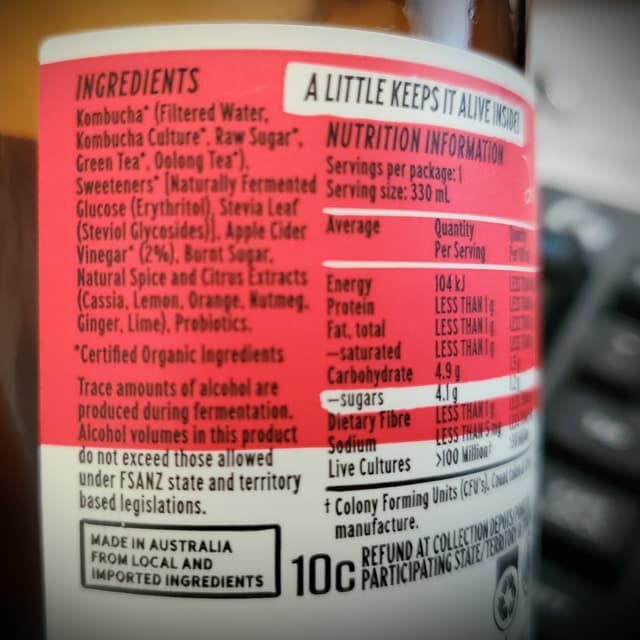 INGREDIENTS
Kombucha* (Filtered Water,
Kombucha Culture*, Raw Sugar*,
Green Tea*, Oolong Tea*),
Sweeteners* [Naturally Fermented
Glucose (Erythritol), Stevia Leaf
(Steviol Glycosides)], Apple Cider
Vinegar* (2%), Burnt Sugar,
Natural Spice and Citrus Extracts
(Cassia, Lemon, Orange, Nutmeg,
Ginger, Lime), Probiotics.
*Certified Organic Ingredients
Trace amounts of alcohol are
produced during fermentation.
Alcohol volumes in this product
do not exceed those allowed
under FSANZ state and territory
based legislations.
MADE IN AUSTRALIA
FROM LOCAL AND
IMPORTED INGREDIENTS
A LITTLE KEEPS IT ALIVE INSIDE!
NUTRITION INFORMATION
Servings per package: 1
Serving size: 330 mL
Average Quantity
Per Serving
Energy 104 kJ
Protein LESS THAN 1 g
Fat, total LESS THAN 1 g
–saturated LESS THAN 1 g
Carbohydrate 4.9 g
–sugars 4.1 g
Dietary Fibre LESS THAN 1 g
Sodium LESS THAN 5 mg
Live Cultures >100 Million†
† Colony Forming Units (CFU's).
manufacture.
10c REFUND AT COLLECTION DEPOTS/
PARTICIPATING STATE/TERRITORY